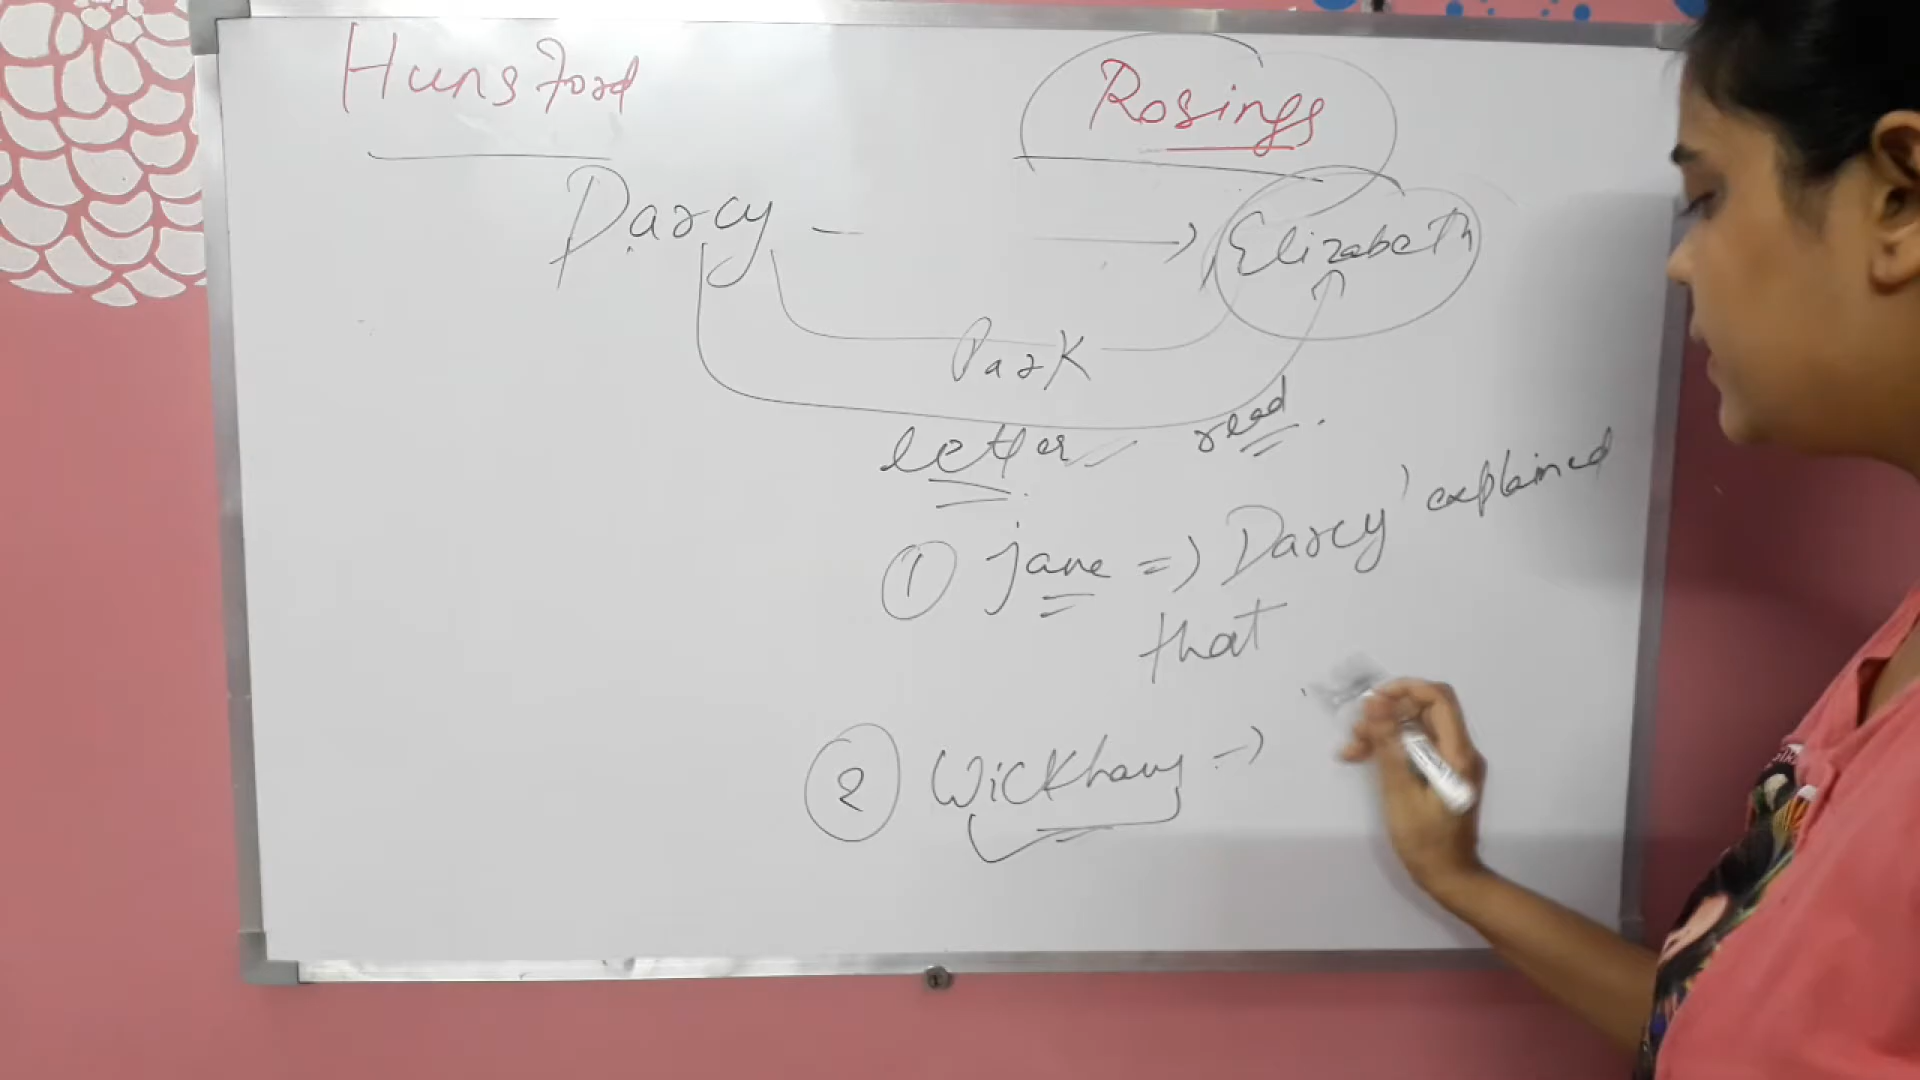 Hunsford
Rosings
Darcy — → Elizabeth
Park
letter read.
① Jane => Darcy explained
that
② Wickham →